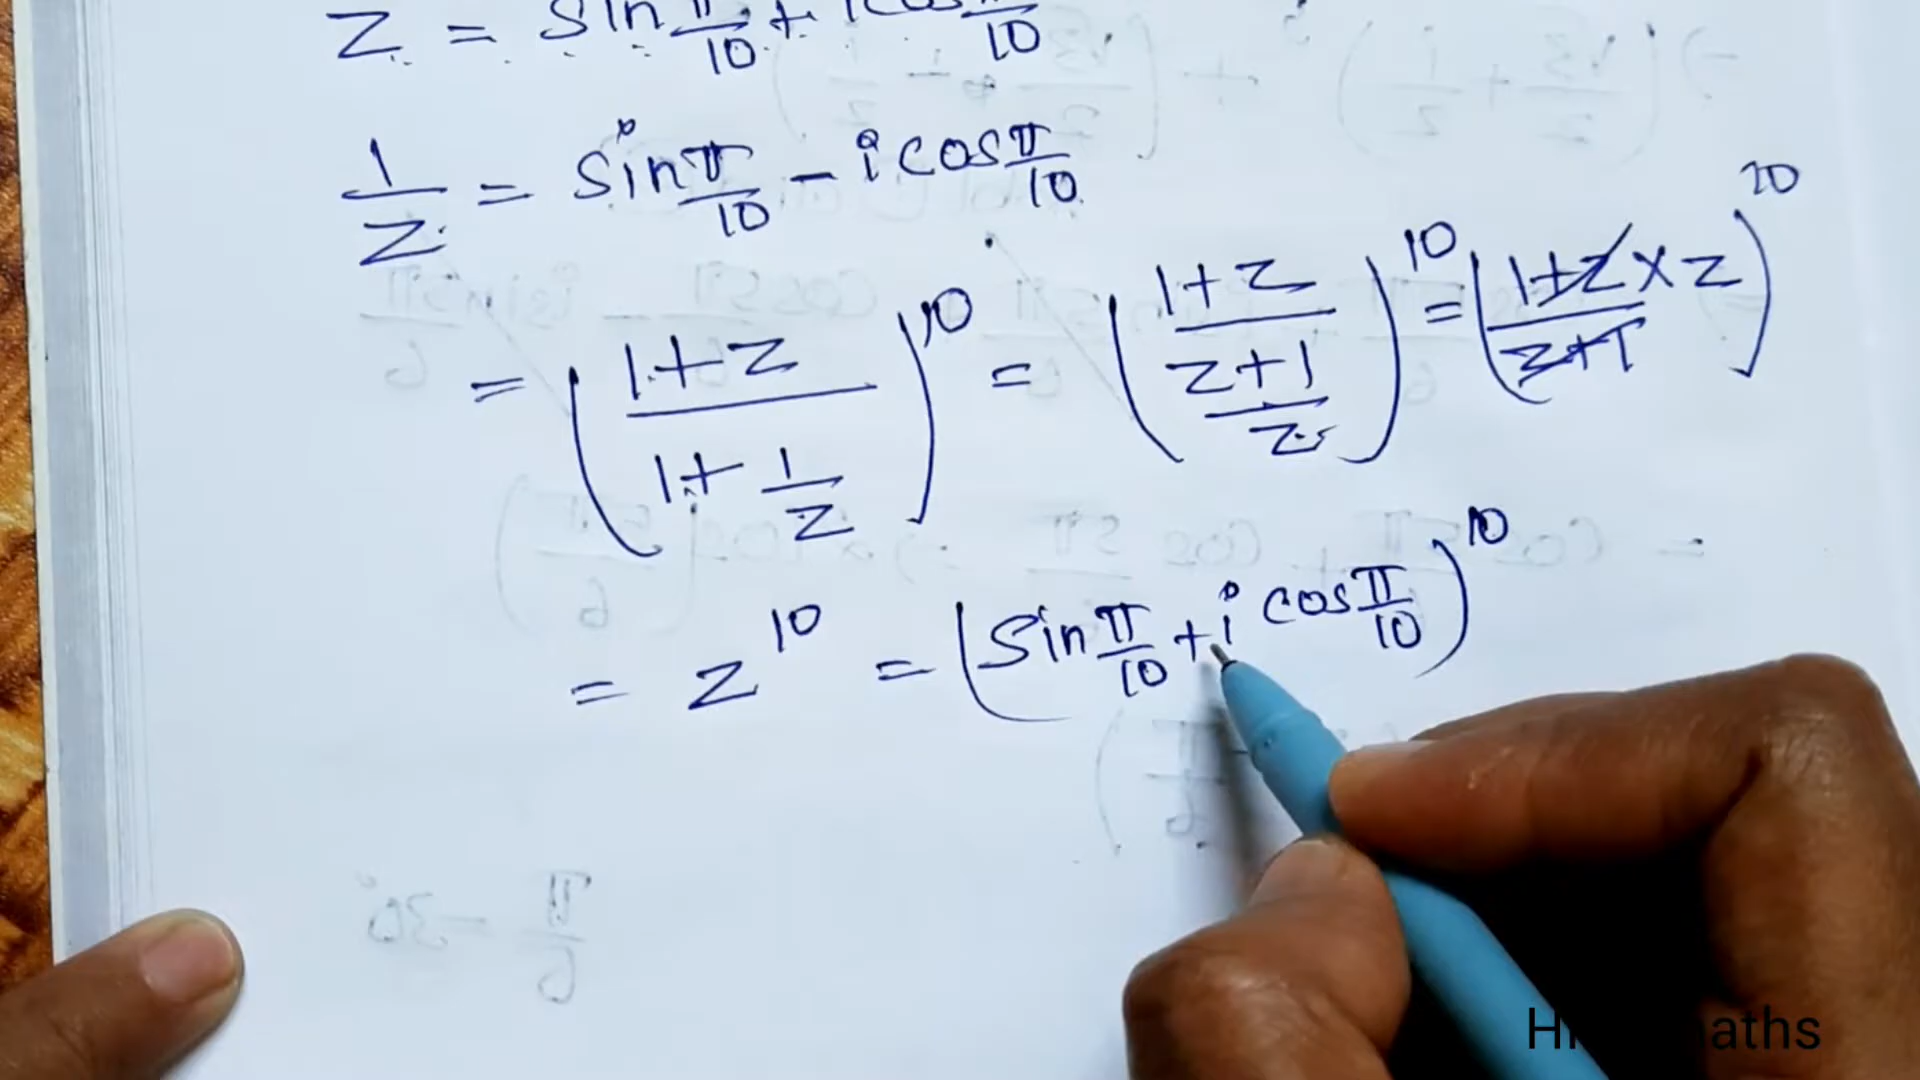 z = sin π/10 + i cos π/10
1/z = sin π/10 - i cos π/10
= ((1+z)/(1+1/z))^10 = ((1+z)/((z+1)/z))^10 = ((1+z × z)/(z+1))^10
= z^10 = (sin π/10 + i cos π/10)^10
maths